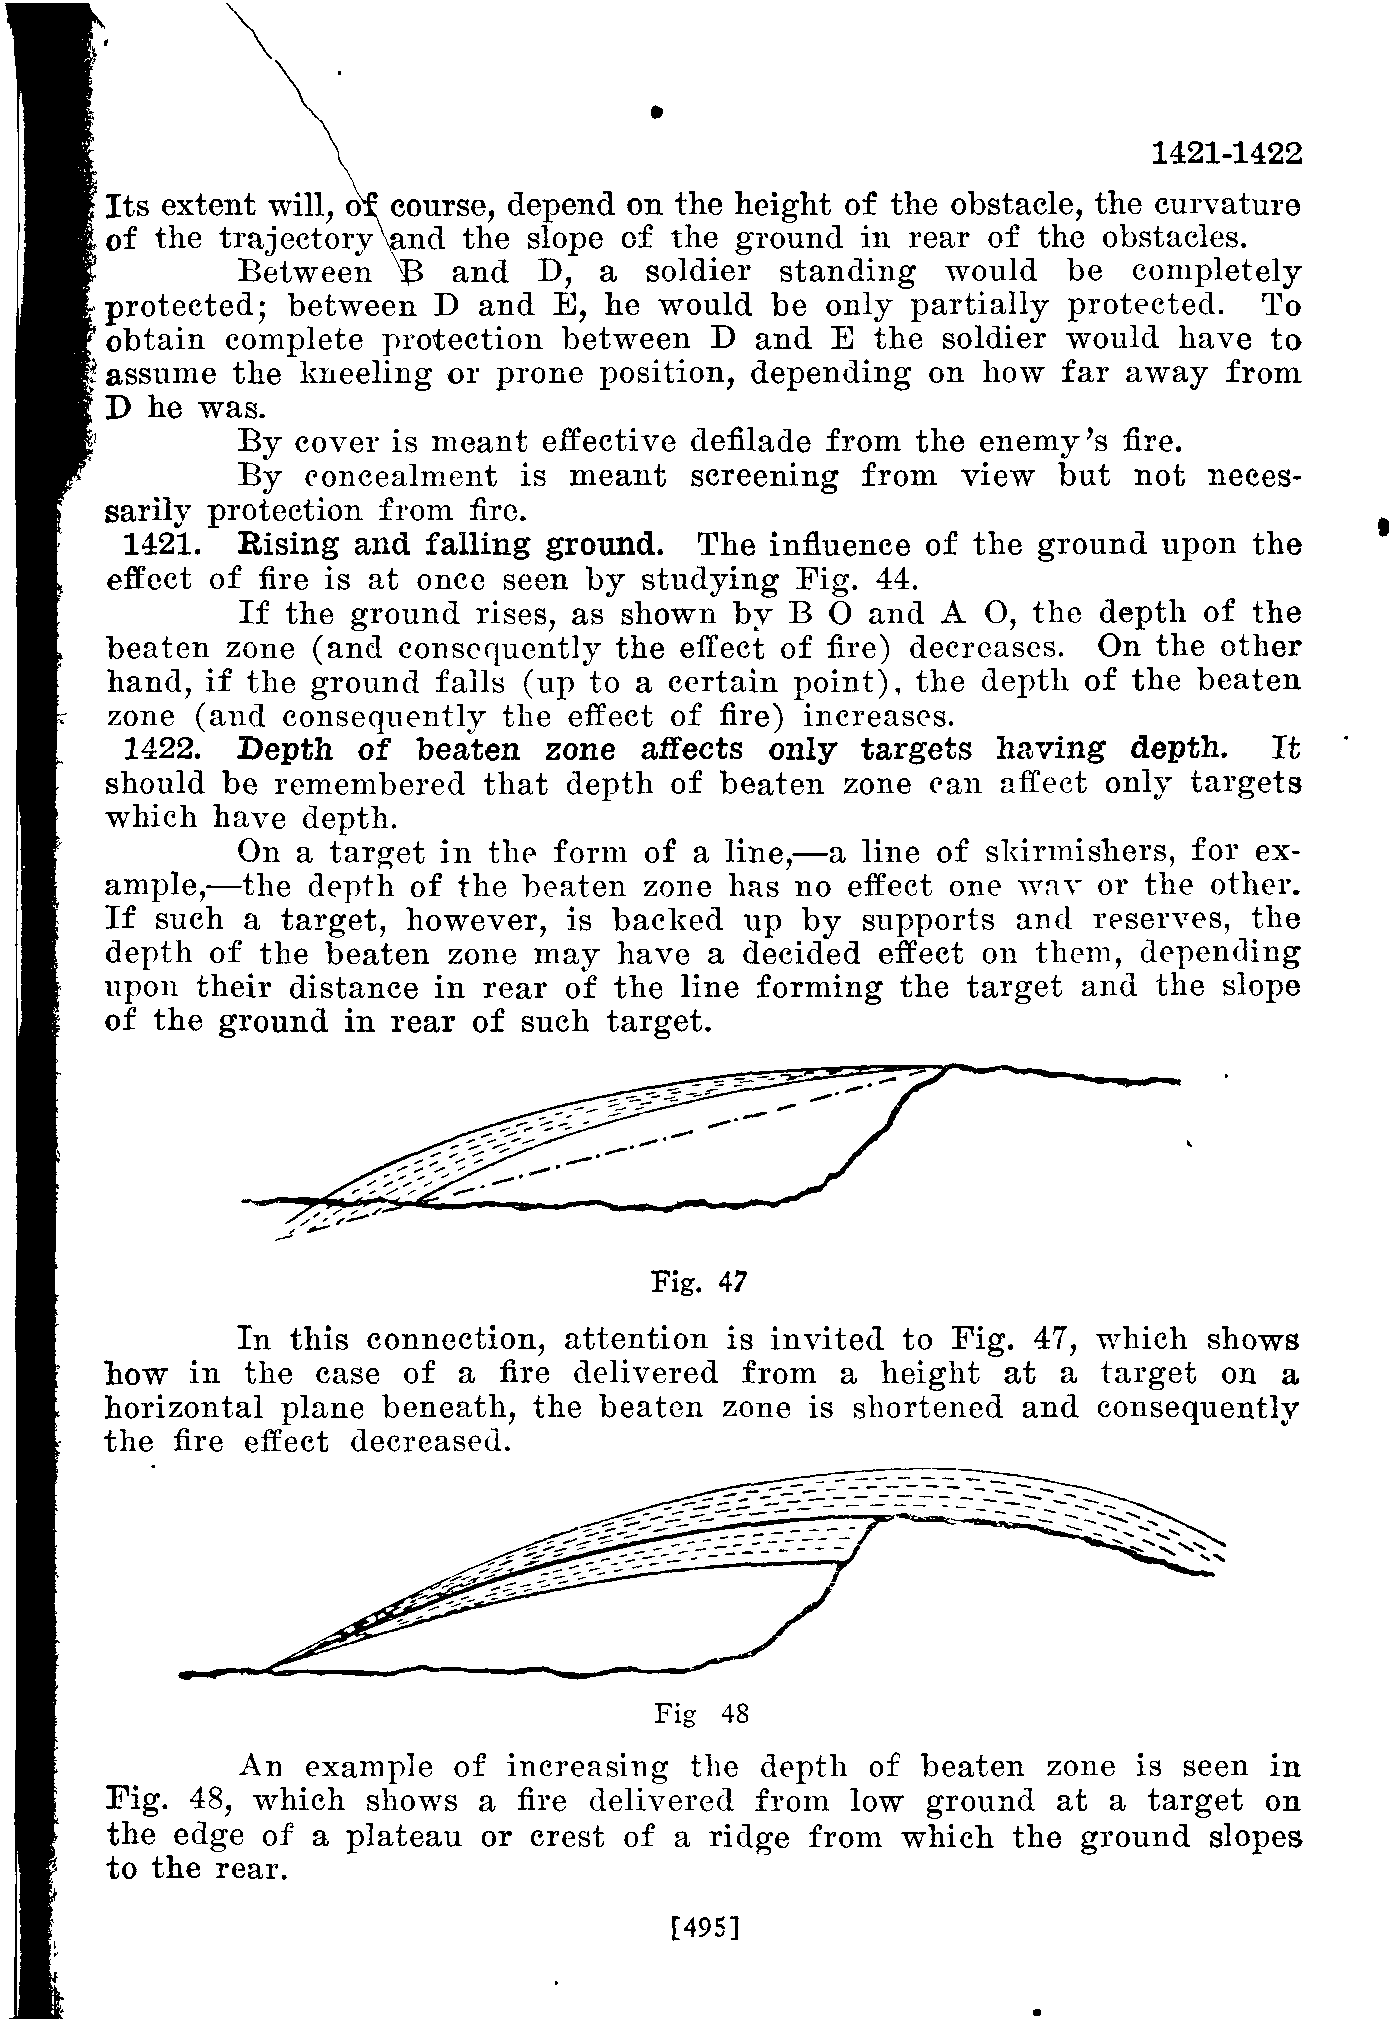 1421-1422
Its extent will, of course, depend on the height of the obstacle, the curvature
of the trajectory and the slope of the ground in rear of the obstacles.
Between B and D, a soldier standing would be completely
protected; between D and E, he would be only partially protected. To
obtain complete protection between D and E the soldier would have to
assume the kneeling or prone position, depending on how far away from
D he was.
By cover is meant effective defilade from the enemy's fire.
By concealment is meant screening from view but not neces-
sarily protection from fire.
1421. Rising and falling ground. The influence of the ground upon the
effect of fire is at once seen by studying Fig. 44.
If the ground rises, as shown by B O and A O, the depth of the
beaten zone (and consequently the effect of fire) decreases. On the other
hand, if the ground falls (up to a certain point), the depth of the beaten
zone (and consequently the effect of fire) increases.
1422. Depth of beaten zone affects only targets having depth. It
should be remembered that depth of beaten zone can affect only targets
which have depth.
On a target in the form of a line,—a line of skirmishers, for ex-
ample,—the depth of the beaten zone has no effect one way or the other.
If such a target, however, is backed up by supports and reserves, the
depth of the beaten zone may have a decided effect on them, depending
upon their distance in rear of the line forming the target and the slope
of the ground in rear of such target.
Fig. 47
In this connection, attention is invited to Fig. 47, which shows
how in the case of a fire delivered from a height at a target on a
horizontal plane beneath, the beaten zone is shortened and consequently
the fire effect decreased.
Fig 48
An example of increasing the depth of beaten zone is seen in
Fig. 48, which shows a fire delivered from low ground at a target on
the edge of a plateau or crest of a ridge from which the ground slopes
to the rear.
[495]